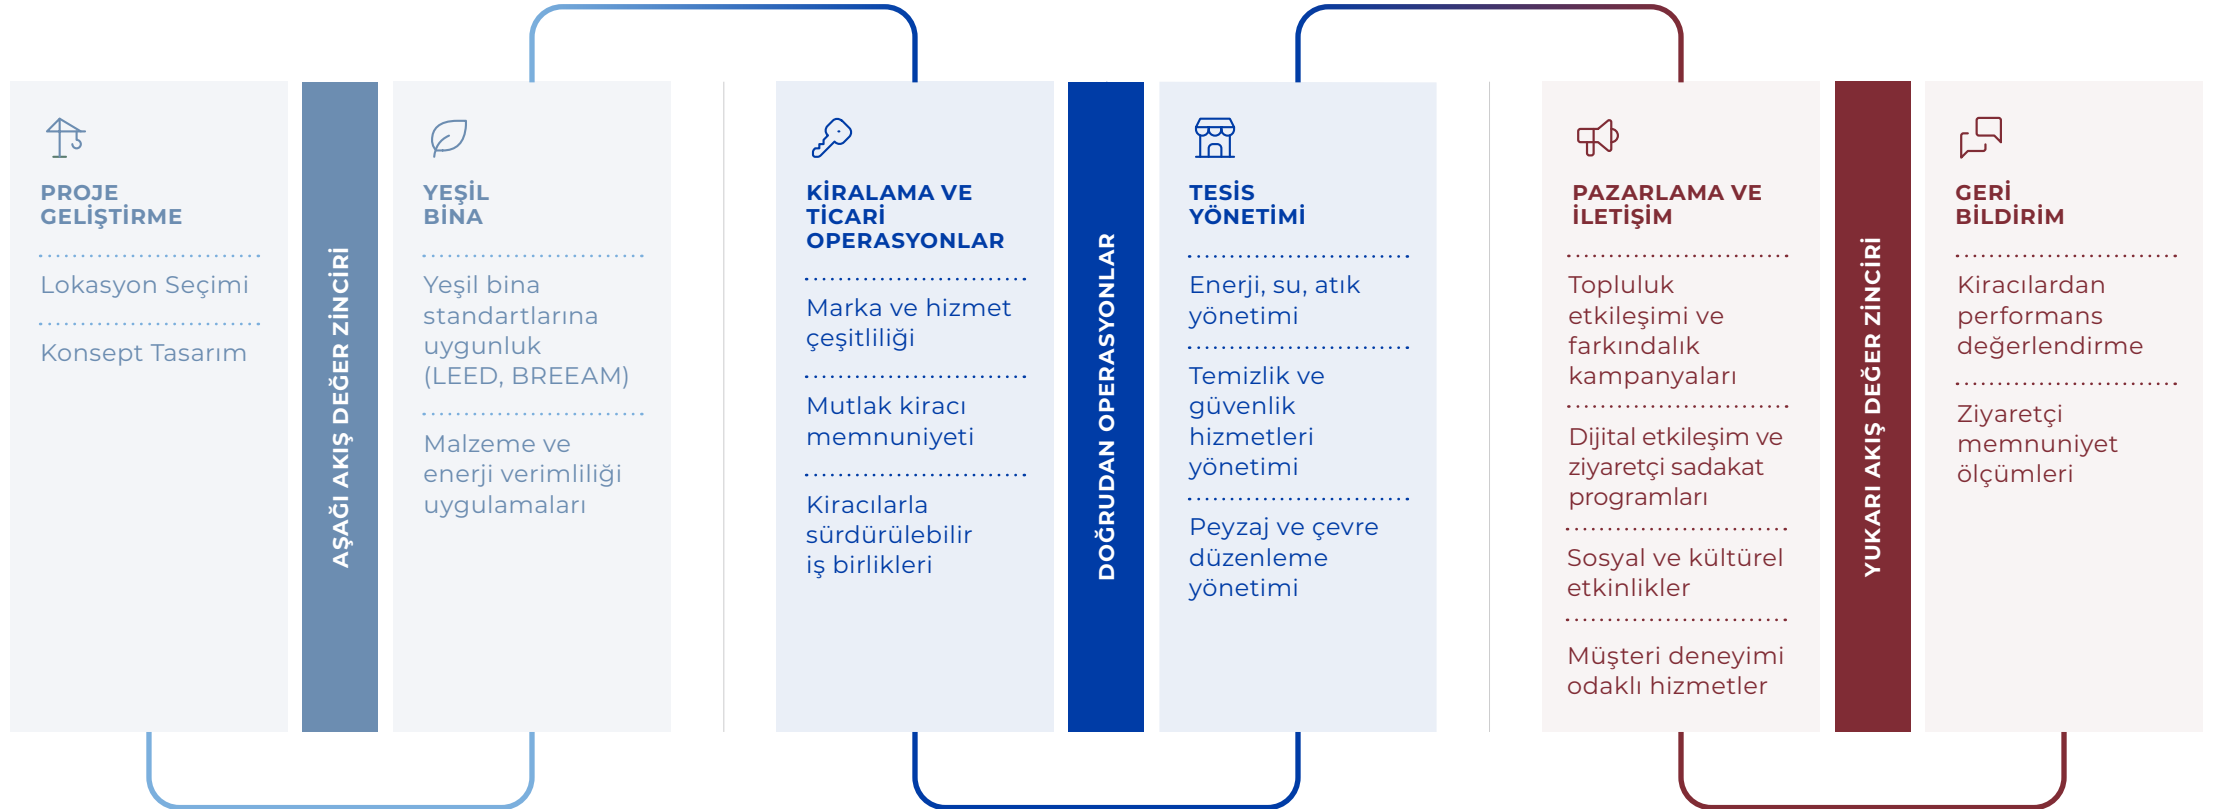 PROJE
GELİŞTİRME
Lokasyon Seçimi
Konsept Tasarım
AŞAĞI AKIŞ DEĞER ZİNCİRİ
YEŞİL
BİNA
Yeşil bina
standartlarına
uygunluk
(LEED, BREEAM)
Malzeme ve
enerji verimliliği
uygulamaları
KİRALAMA VE
TİCARİ
OPERASYONLAR
Marka ve hizmet
çeşitliliği
Mutlak kiracı
memnuniyeti
Kiracılarla
sürdürülebilir
iş birlikleri
DOĞRUDAN OPERASYONLAR
TESİS
YÖNETİMİ
Enerji, su, atık
yönetimi
Temizlik ve
güvenlik
hizmetleri
yönetimi
Peyzaj ve çevre
düzenleme
yönetimi
PAZARLAMA VE
İLETİŞİM
Topluluk
etkileşimi ve
farkındalık
kampanyaları
Dijital etkileşim ve
ziyaretçi sadakat
programları
Sosyal ve kültürel
etkinlikler
Müşteri deneyimi
odaklı hizmetler
YUKARI AKIŞ DEĞER ZİNCİRİ
GERİ
BİLDİRİM
Kiracılardan
performans
değerlendirme
Ziyaretçi
memnuniyet
ölçümleri